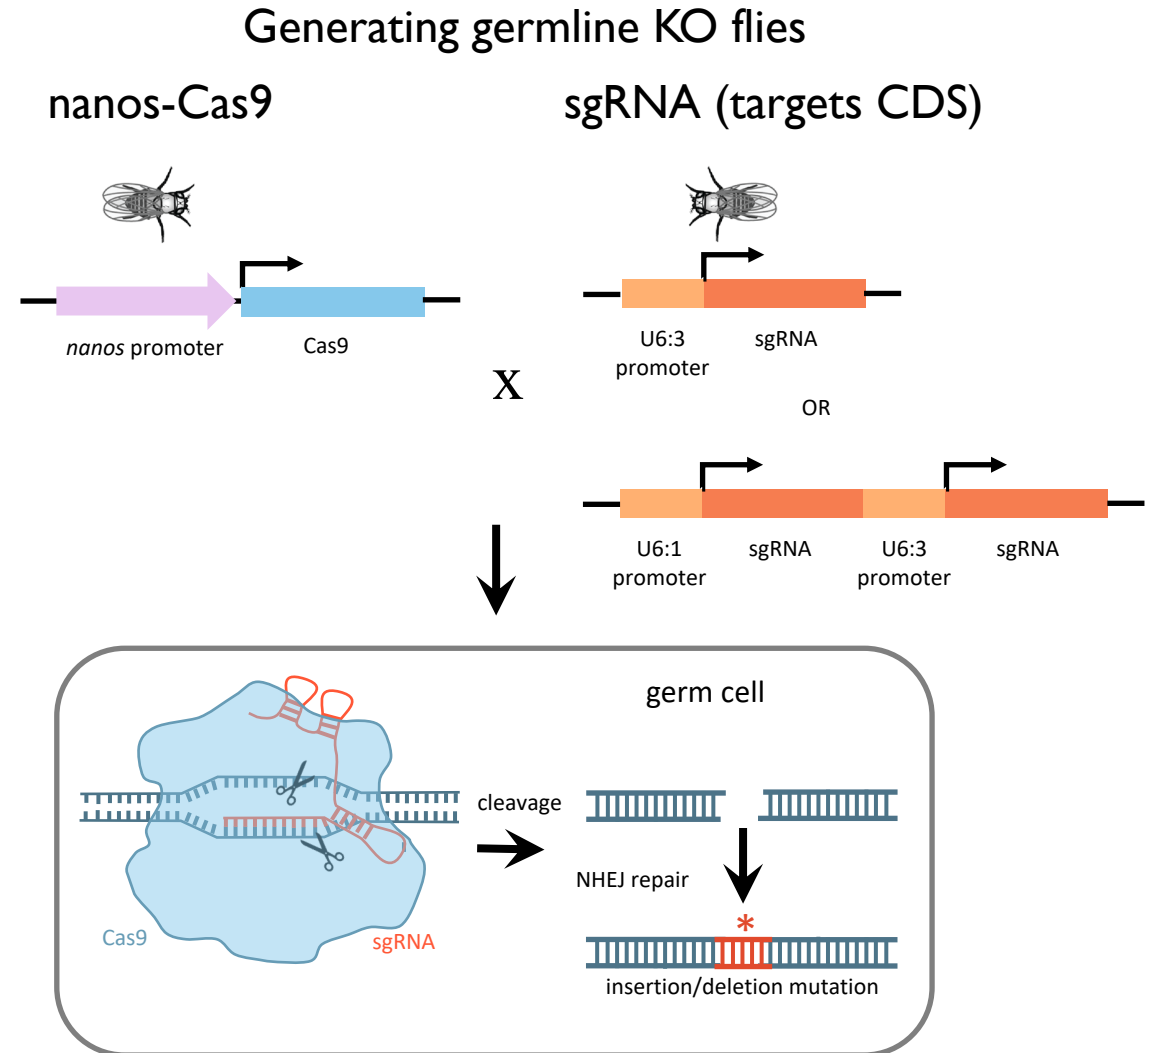 Generating germline KO flies
nanos-Cas9
sgRNA (targets CDS)
nanos promoter
Cas9
U6:3
promoter
sgRNA
X
OR
U6:1
promoter
sgRNA
U6:3
promoter
sgRNA
germ cell
Cas9
sgRNA
cleavage
NHEJ repair
*
insertion/deletion mutation